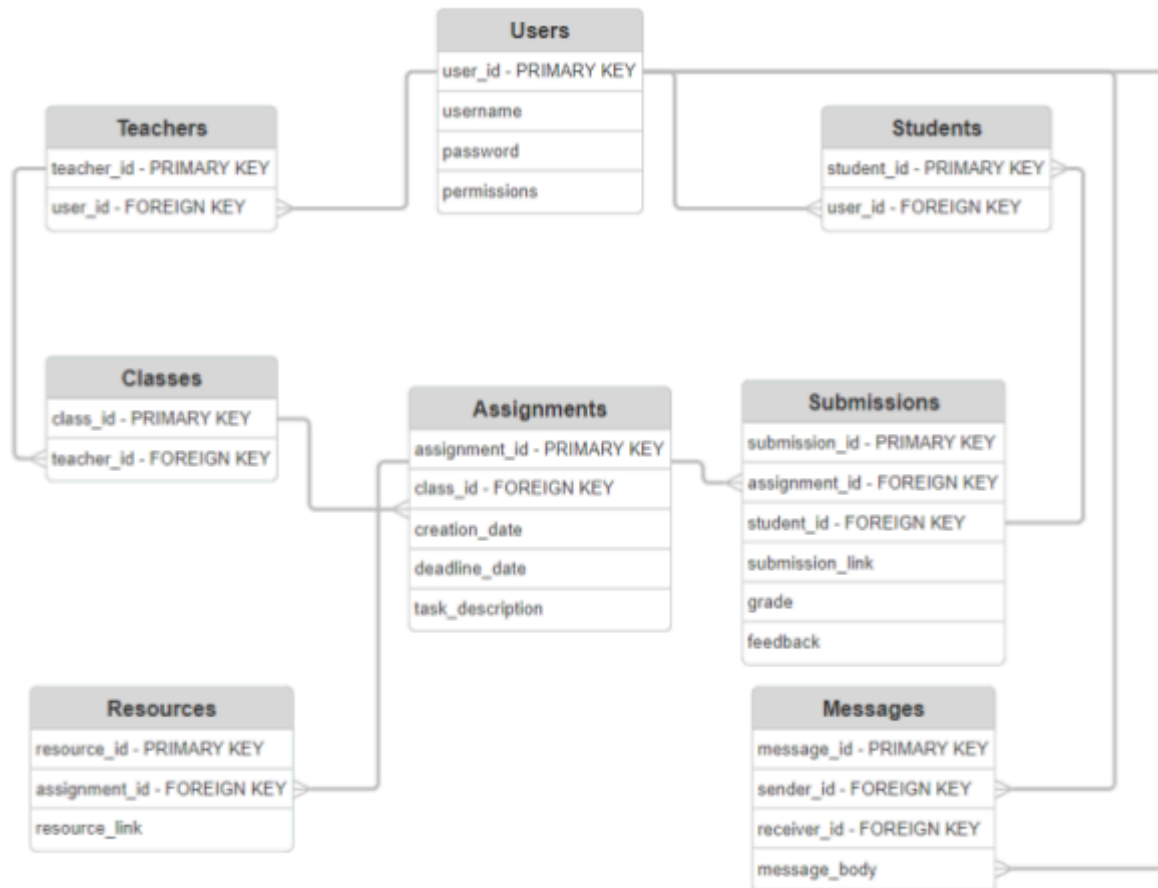 Users
user_id - PRIMARY KEY
username
password
permissions
Teachers
teacher_id - PRIMARY KEY
user_id - FOREIGN KEY
Students
student_id - PRIMARY KEY
user_id - FOREIGN KEY
Classes
class_id - PRIMARY KEY
teacher_id - FOREIGN KEY
Assignments
assignment_id - PRIMARY KEY
class_id - FOREIGN KEY
creation_date
deadline_date
task_description
Submissions
submission_id - PRIMARY KEY
assignment_id - FOREIGN KEY
student_id - FOREIGN KEY
submission_link
grade
feedback
Resources
resource_id - PRIMARY KEY
assignment_id - FOREIGN KEY
resource_link
Messages
message_id - PRIMARY KEY
sender_id - FOREIGN KEY
receiver_id - FOREIGN KEY
message_body